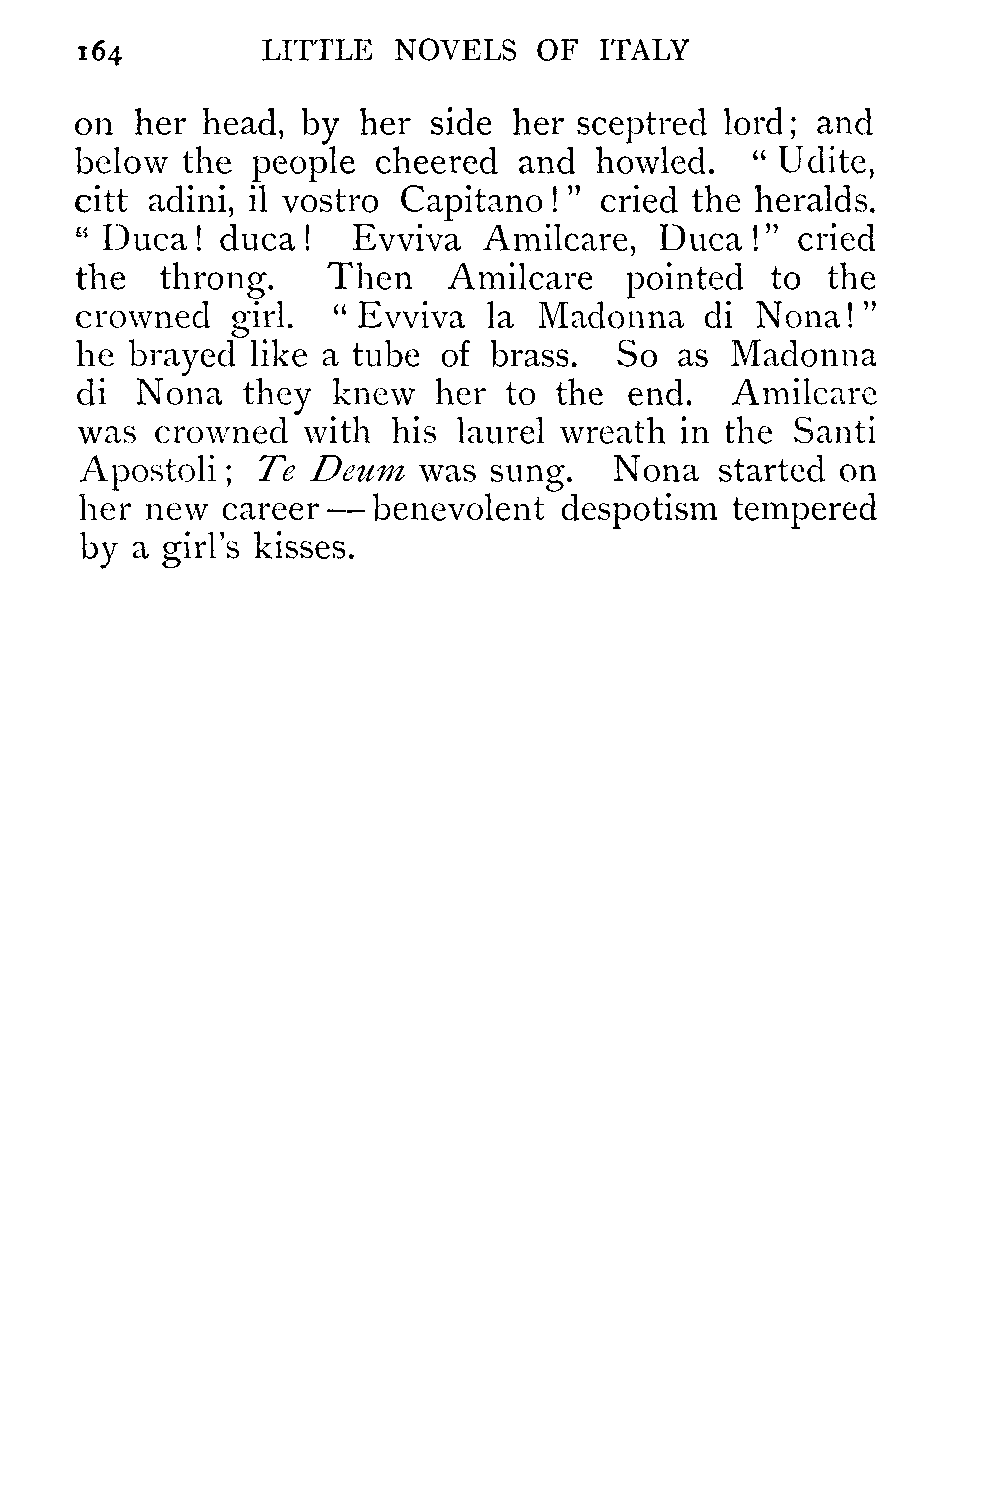 164 LITTLE NOVELS OF ITALY
on her head, by her side her sceptred lord; and
below the people cheered and howled. “ Udite,
citt adini, il vostro Capitano ! ” cried the heralds.
“ Duca ! duca ! Evviva Amilcare, Duca ! ” cried
the throng. Then Amilcare pointed to the
crowned girl. “ Evviva la Madonna di Nona ! ”
he brayed like a tube of brass. So as Madonna
di Nona they knew her to the end. Amilcare
was crowned with his laurel wreath in the Santi
Apostoli ; Te Deum was sung. Nona started on
her new career — benevolent despotism tempered
by a girl's kisses.